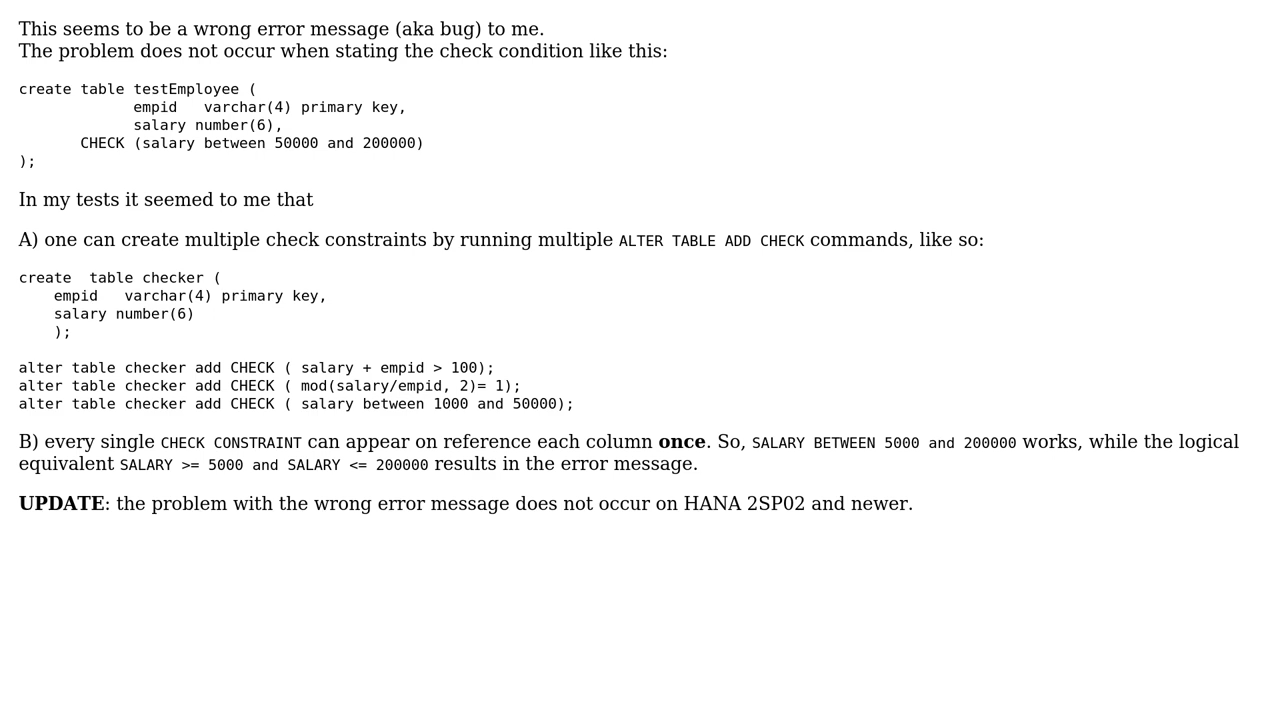 This seems to be a wrong error message (aka bug) to me.
The problem does not occur when stating the check condition like this:
create table testEmployee (
             empid   varchar(4) primary key,
             salary number(6),
       CHECK (salary between 50000 and 200000)
);
In my tests it seemed to me that
A) one can create multiple check constraints by running multiple ALTER TABLE ADD CHECK commands, like so:
create  table checker (
    empid   varchar(4) primary key,
    salary number(6)
    );
alter table checker add CHECK ( salary + empid > 100);
alter table checker add CHECK ( mod(salary/empid, 2)= 1);
alter table checker add CHECK ( salary between 1000 and 50000);
B) every single CHECK CONSTRAINT can appear on reference each column once. So, SALARY BETWEEN 5000 and 200000 works, while the logical
equivalent SALARY >= 5000 and SALARY <= 200000 results in the error message.
UPDATE: the problem with the wrong error message does not occur on HANA 2SP02 and newer.